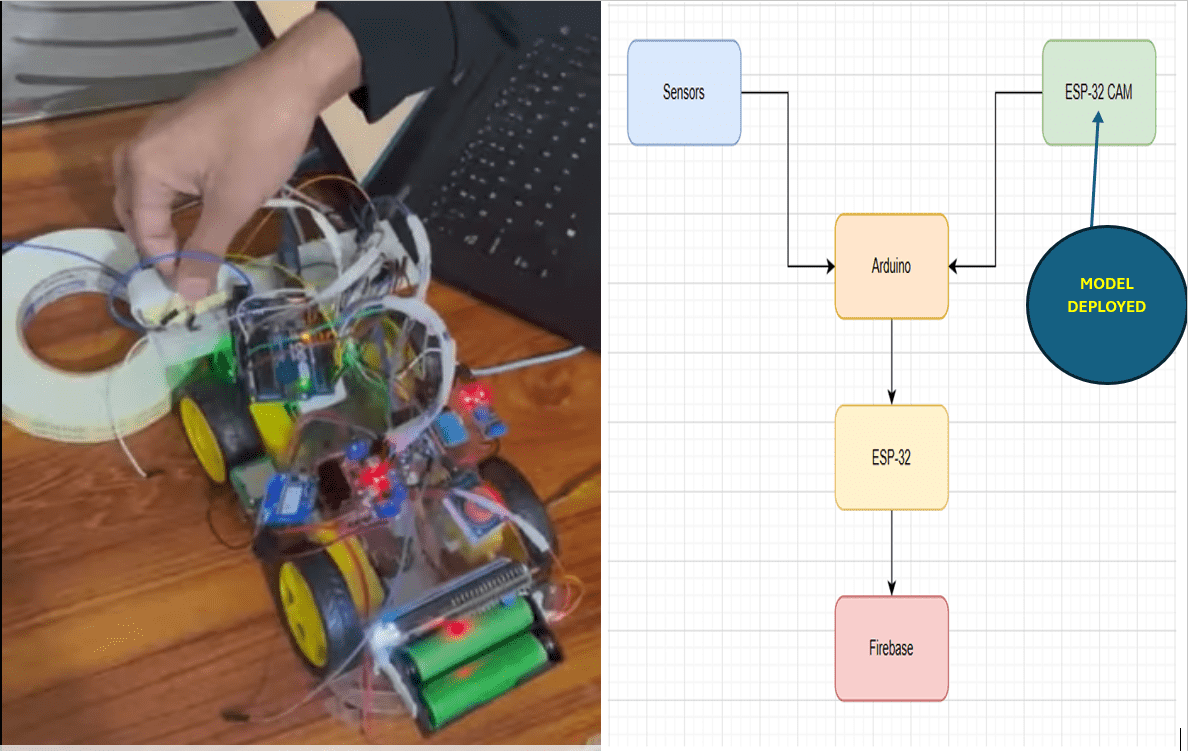 Sensors
ESP-32 CAM
Arduino
MODEL
DEPLOYED
ESP-32
Firebase